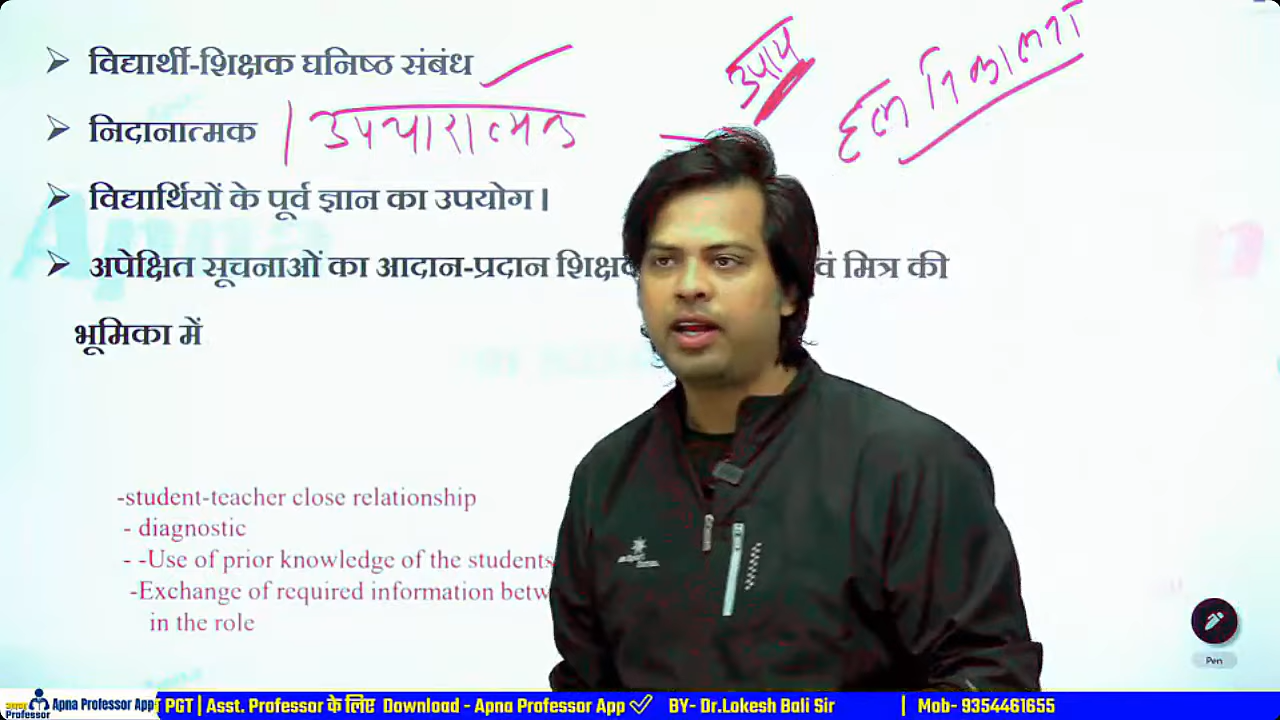 ➤ विद्यार्थी-शिक्षक घनिष्ठ संबंध
उपाय
हल निकालना
➤ निदानात्मक | उपचारात्मक
➤ विद्यार्थियों के पूर्व ज्ञान का उपयोग।
➤ अपेक्षित सूचनाओं का आदान-प्रदान मित्र की
भूमिका में
-student-teacher close relationship
- diagnostic
- -Use of prior knowledge of the students
-Exchange of required information
in the role
Pen
अपना Professor
Apna Professor App
PGT | Asst. Professor के लिए Download - Apna Professor App BY- Dr.Lokesh Bali Sir | Mob- 9354461655